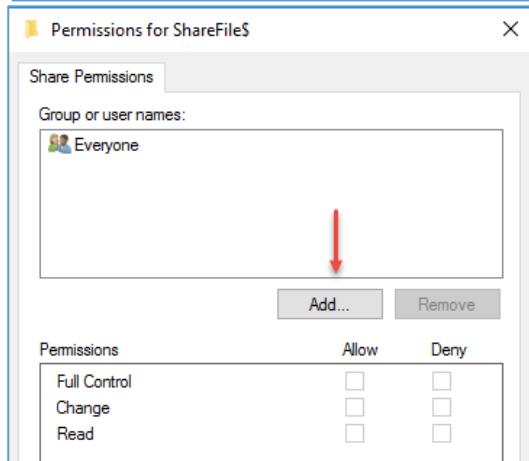 Permissions for ShareFile$
Share Permissions
Group or user names:
Everyone
Add...
Remove
Permissions Allow Deny
Full Control
Change
Read